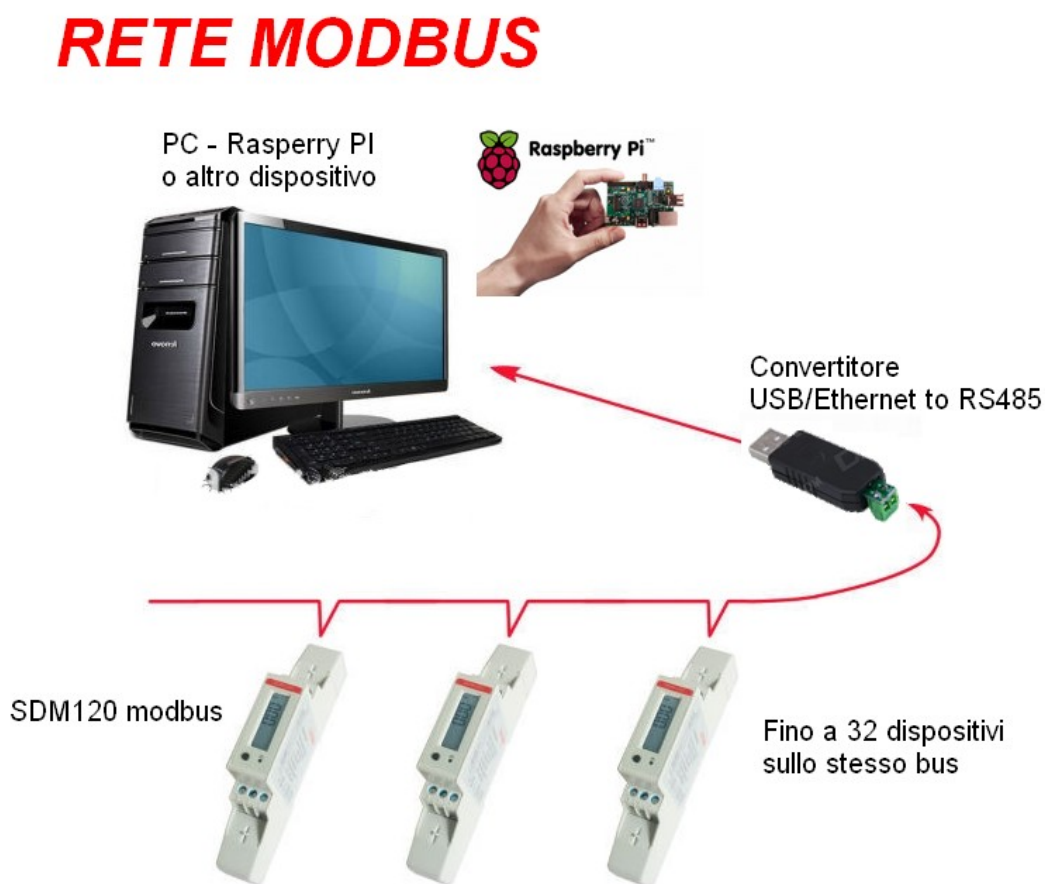 RETE MODBUS
PC - Rasperry PI
o altro dispositivo
Raspberry Pi™
Convertitore
USB/Ethernet to RS485
SDM120 modbus
Fino a 32 dispositivi
sullo stesso bus